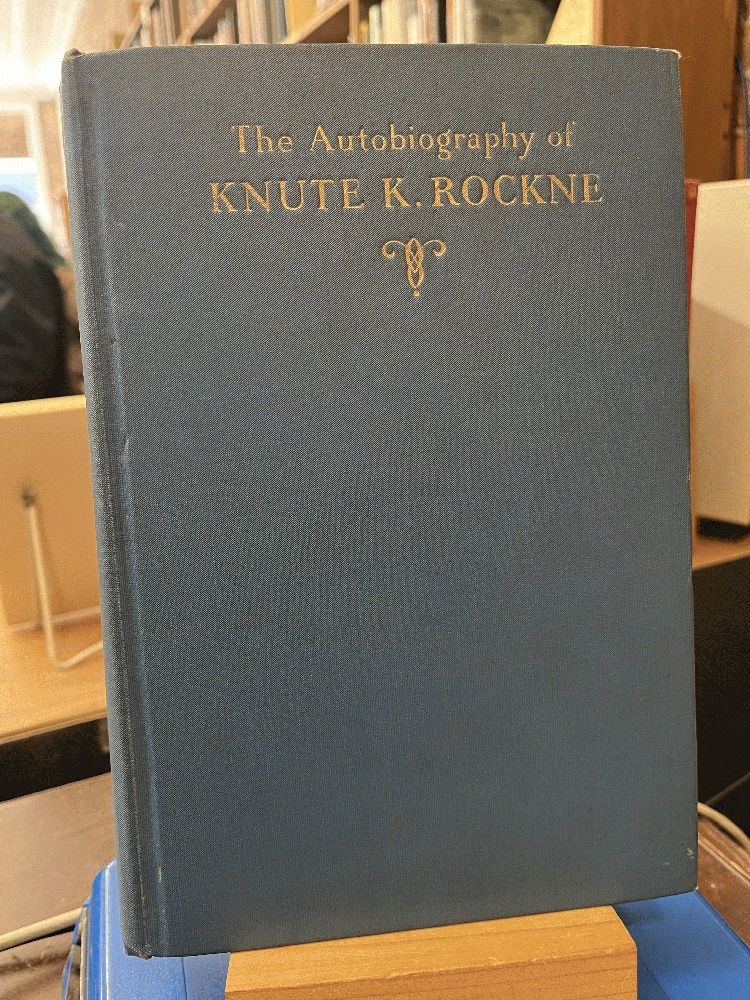 The Autobiography of
KNUTE K. ROCKNE